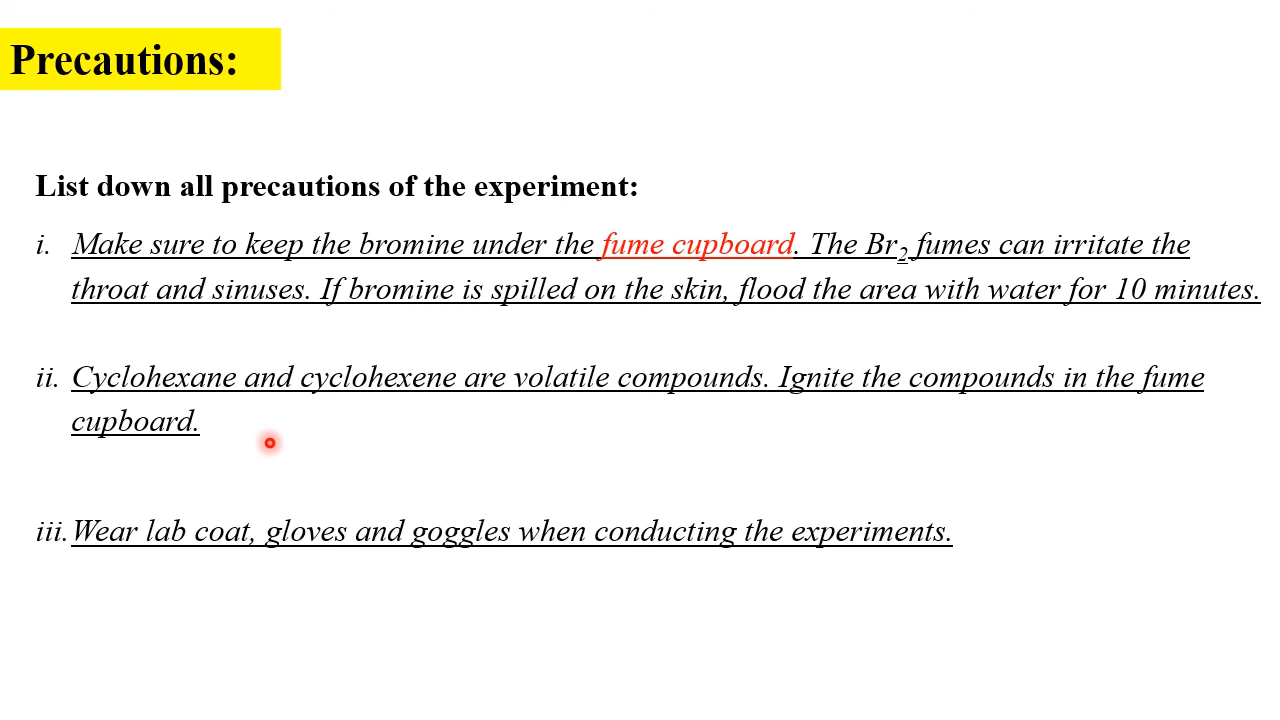 Precautions:
List down all precautions of the experiment:
i. Make sure to keep the bromine under the fume cupboard. The Br₂ fumes can irritate the
throat and sinuses. If bromine is spilled on the skin, flood the area with water for 10 minutes.
ii. Cyclohexane and cyclohexene are volatile compounds. Ignite the compounds in the fume
cupboard.
iii. Wear lab coat, gloves and goggles when conducting the experiments.